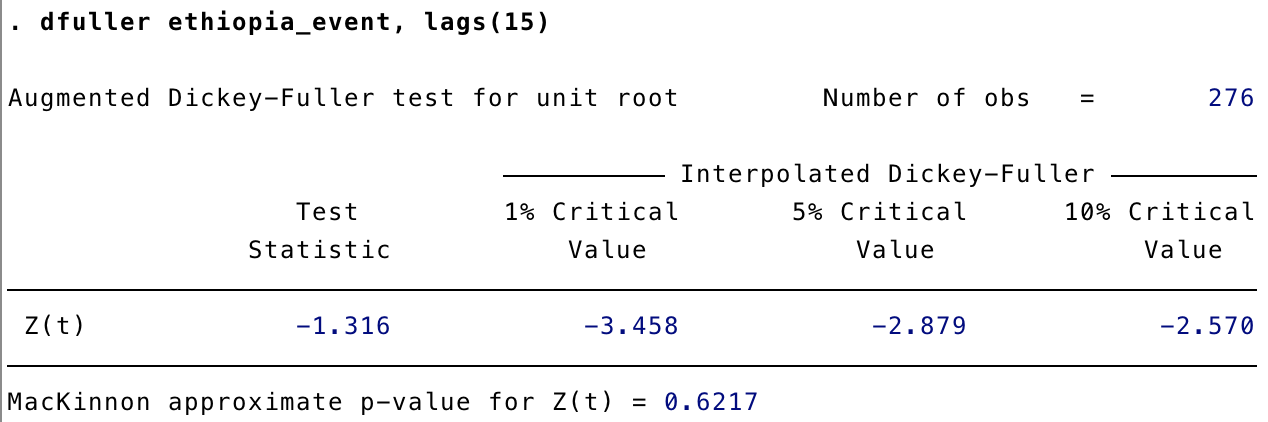 . dfuller ethiopia_event, lags(15)
Augmented Dickey-Fuller test for unit root Number of obs = 276
Interpolated Dickey-Fuller
Test 1% Critical 5% Critical 10% Critical
Statistic Value Value Value
Z(t) -1.316 -3.458 -2.879 -2.570
MacKinnon approximate p-value for Z(t) = 0.6217